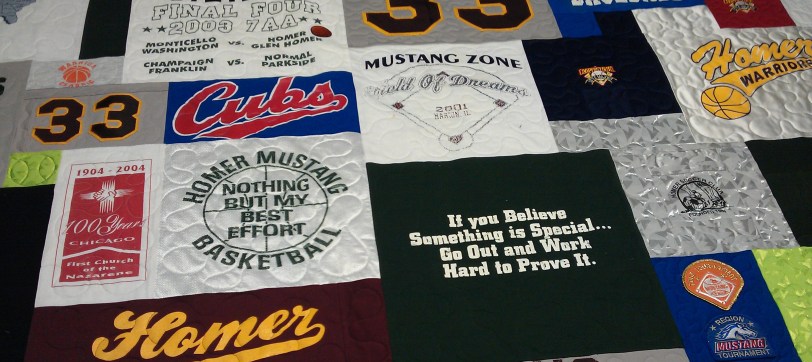 FINAL FOUR
2003 7AA
MONTICELLO vs. HOMER
WASHINGTON GLEN HOMER
CHAMPAIGN vs. NORMAL
FRANKLIN PARKSIDE
33
33
Cubs
MUSTANG ZONE
Field Of Dreams
2001
MARION, IL
Homer
WARRIORS
1904 - 2004
100 Years
CHICAGO
First Church
of the
Nazarene
HOMER MUSTANG
NOTHING
BUT MY
BEST
EFFORT
BASKETBALL
If you Believe
Something is Special...
Go Out and Work
Hard to Prove It.
Homer
REGION
MUSTANG
TOURNAMENT